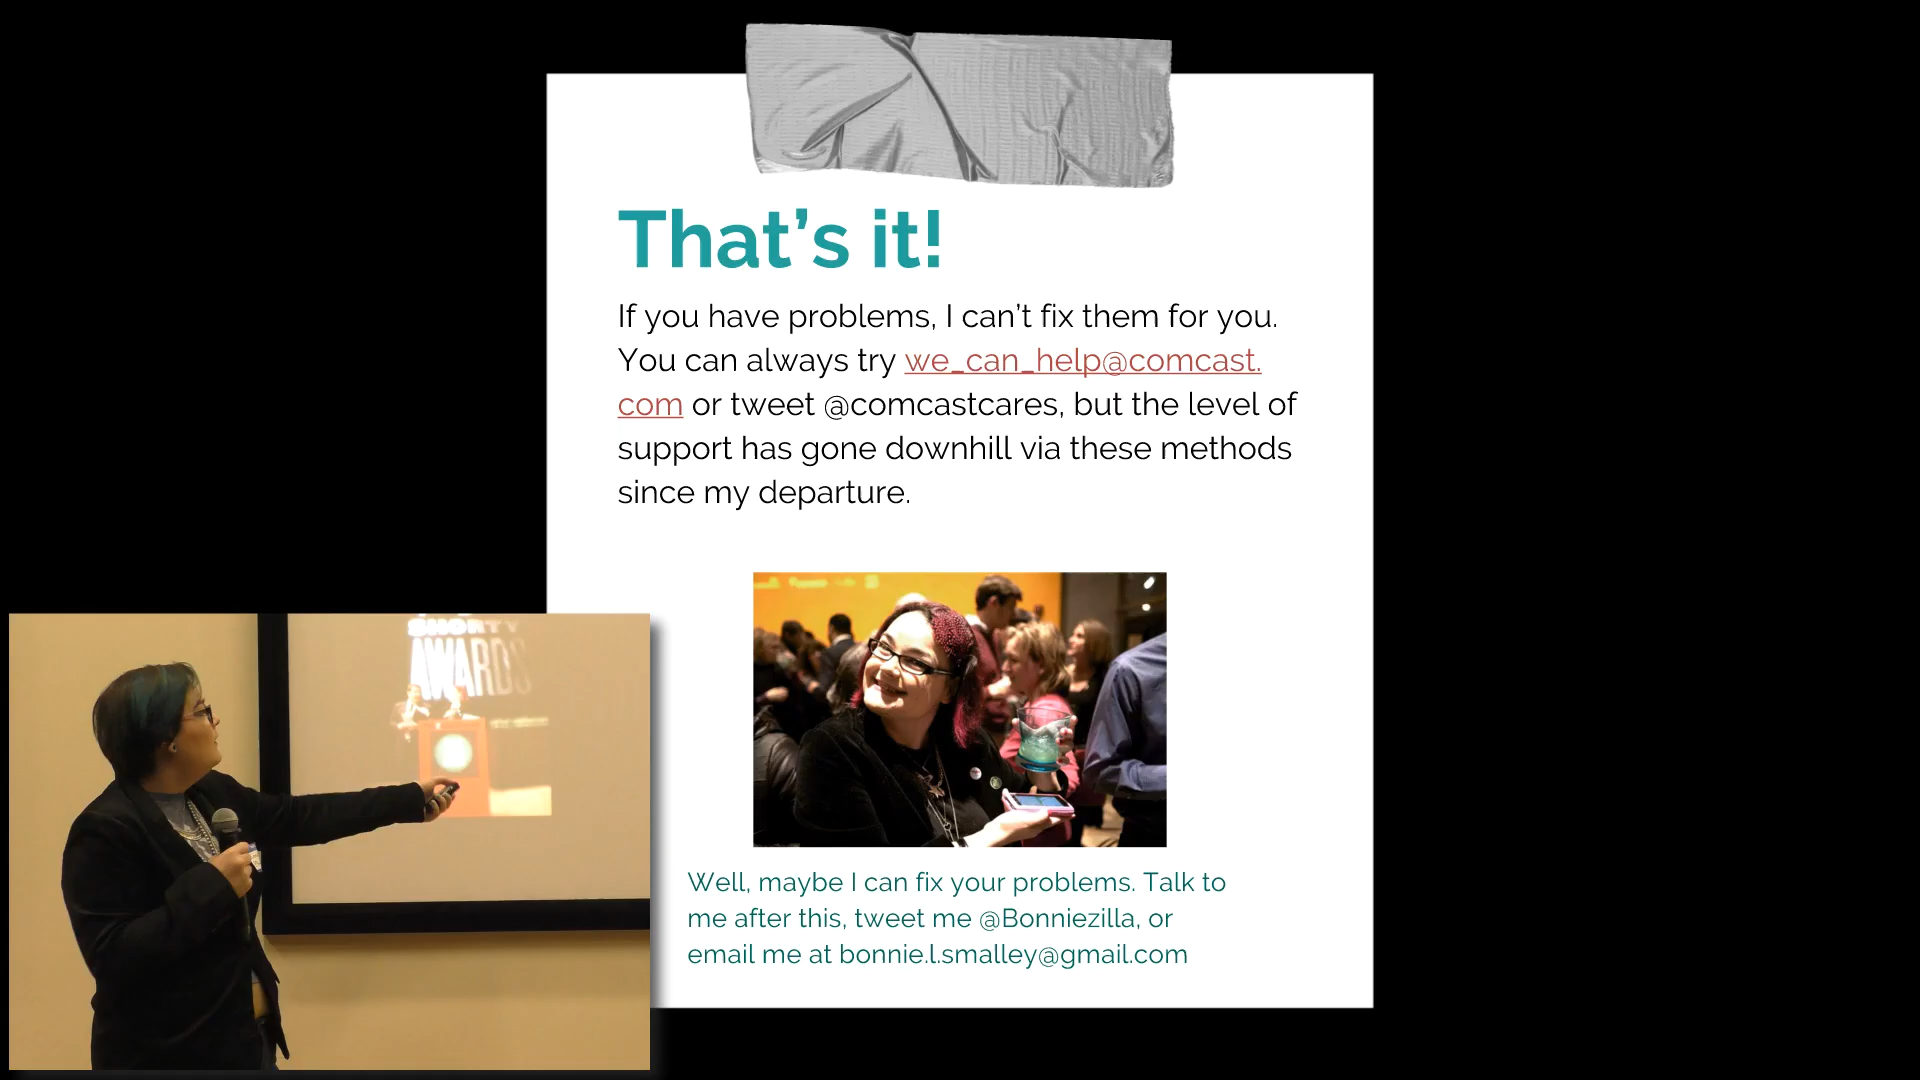 That's it!
If you have problems, I can't fix them for you.
You can always try we_can_help@comcast.
com or tweet @comcastcares, but the level of
support has gone downhill via these methods
since my departure.
SHORTY
AWARDS
Well, maybe I can fix your problems. Talk to
me after this, tweet me @Bonniezilla, or
email me at bonnie.l.smalley@gmail.com